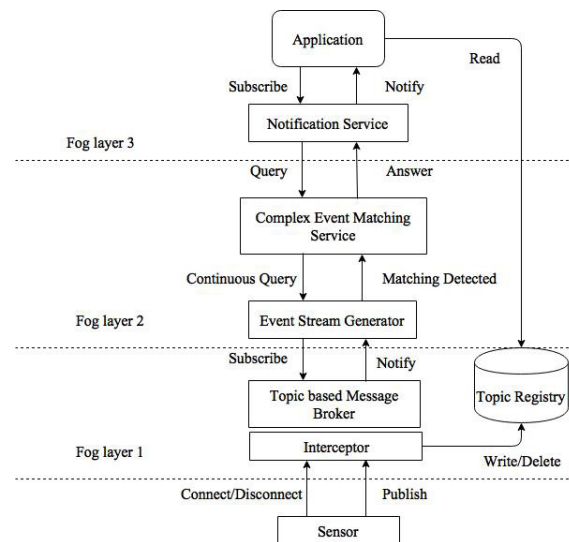 Application
Read
Subscribe
Notify
Notification Service
Fog layer 3
Query
Answer
Complex Event Matching
Service
Continuous Query
Matching Detected
Event Stream Generator
Fog layer 2
Subscribe
Notify
Topic based Message
Broker
Topic Registry
Interceptor
Fog layer 1
Write/Delete
Connect/Disconnect
Publish
Sensor